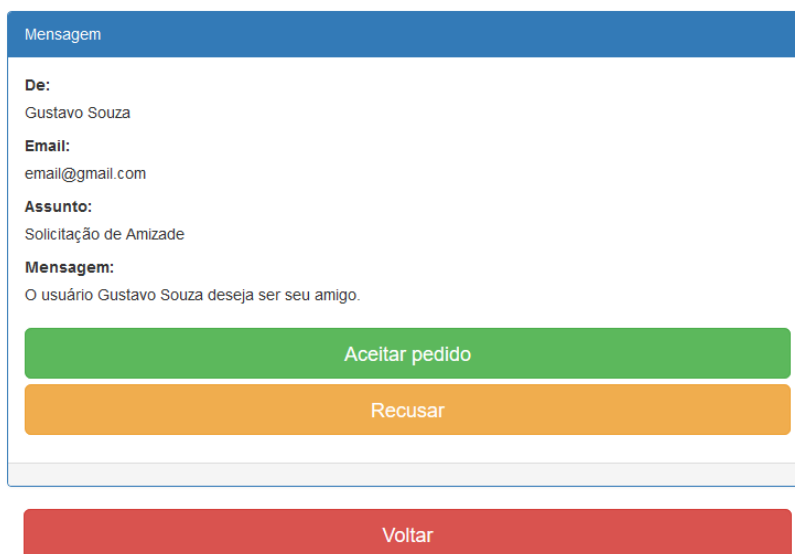 Mensagem
De:
Gustavo Souza
Email:
email@gmail.com
Assunto:
Solicitação de Amizade
Mensagem:
O usuário Gustavo Souza deseja ser seu amigo.
Aceitar pedido
Recusar
Voltar